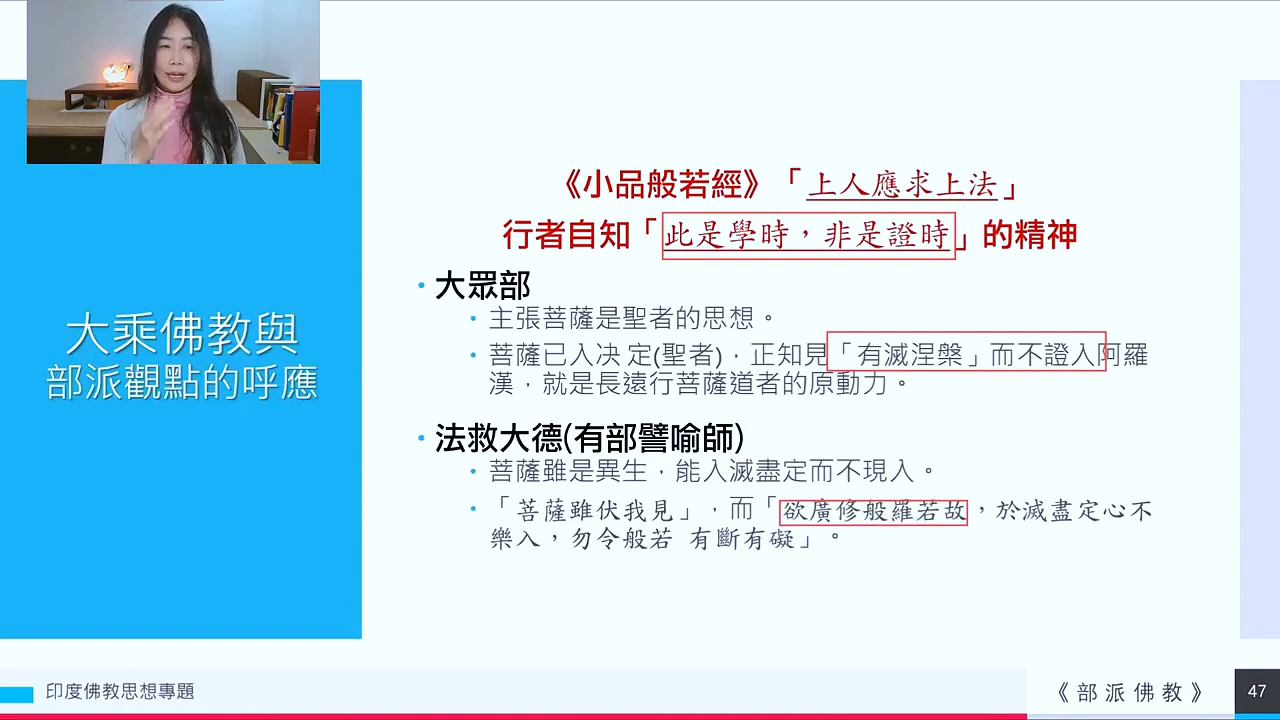 《小品般若經》「上人應求上法」
行者自知「此是學時，非是證時」的精神
• 大眾部
• 主張菩薩是聖者的思想。
• 菩薩已入決 定(聖者)，正知見「有滅涅槃」而不證入阿羅
漢，就是長遠行菩薩道者的原動力。
• 法救大德(有部譬喻師)
• 菩薩雖是異生，能入滅盡定而不現入。
• 「菩薩雖伏我見」，而「欲廣修般羅若故，於滅盡定心不
樂入，勿令般若 有斷有礙」。
大乘佛教與
部派觀點的呼應
印度佛教思想專題
《部派佛教》
47